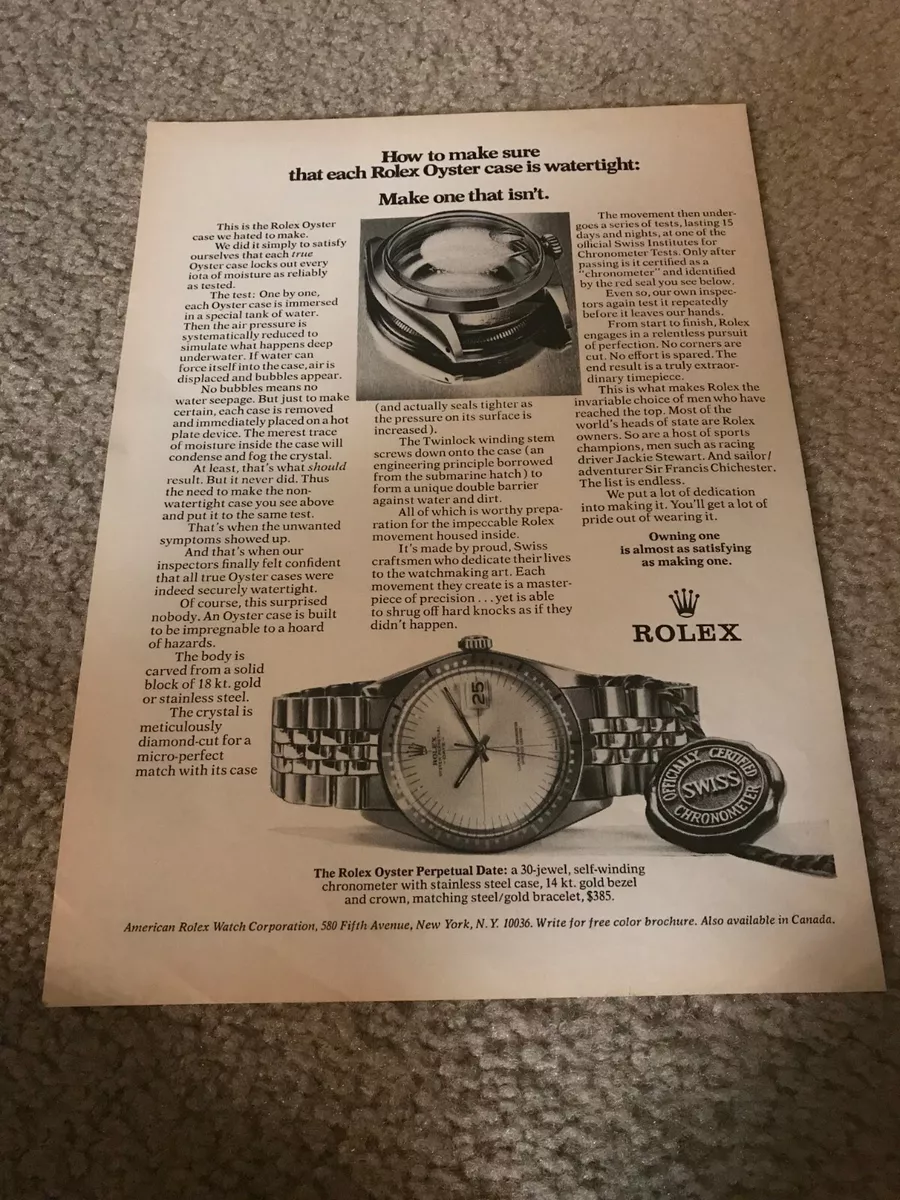 How to make sure
that each Rolex Oyster case is watertight:
Make one that isn't.
This is the Rolex Oyster
case we hated to make.
We did it simply to satisfy
ourselves that each true
Oyster case locks out every
iota of moisture as reliably
as tested.
The test: One by one,
each Oyster case is immersed
in a special tank of water.
Then the air pressure is
systematically reduced to
simulate what happens deep
underwater. If water can
force itself into the case, air is
displaced and bubbles appear.
No bubbles means no
water seepage. But just to make
certain, each case is removed
and immediately placed on a hot
plate device. The merest trace
of moisture inside the case will
condense and fog the crystal.
At least, that's what should
result. But it never did. Thus
the need to make the non-
watertight case you see above
and put it to the same test.
That's when the unwanted
symptoms showed up.
And that's when our
inspectors finally felt confident
that all true Oyster cases were
indeed securely watertight.
Of course, this surprised
nobody. An Oyster case is built
to be impregnable to a hoard
of hazards.
The body is
carved from a solid
block of 18 kt. gold
or stainless steel.
The crystal is
meticulously
diamond-cut for a
micro-perfect
match with its case
(and actually seals tighter as
the pressure on its surface is
increased).
The Twinlock winding stem
screws down onto the case (an
engineering principle borrowed
from the submarine hatch) to
form a unique double barrier
against water and dirt.
All of which is worthy prepa-
ration for the impeccable Rolex
movement housed inside.
It's made by proud, Swiss
craftsmen who dedicate their lives
to the watchmaking art. Each
movement they create is a master-
piece of precision . . . yet is able
to shrug off hard knocks as if they
didn't happen.
The movement then under-
goes a series of tests, lasting 15
days and nights, at one of the
official Swiss Institutes for
Chronometer Tests. Only after
passing is it certified as a
"chronometer" and identified
by the red seal you see below.
Even so, our own inspec-
tors again test it repeatedly
before it leaves our hands.
From start to finish, Rolex
engages in a relentless pursuit
of perfection. No corners are
cut. No effort is spared. The
end result is a truly extraor-
dinary timepiece.
This is what makes Rolex the
invariable choice of men who have
reached the top. Most of the
world's heads of state are Rolex
owners. So are a host of sports
champions, men such as racing
driver Jackie Stewart. And sailor/
adventurer Sir Francis Chichester.
The list is endless.
We put a lot of dedication
into making it. You'll get a lot of
pride out of wearing it.
Owning one
is almost as satisfying
as making one.
ROLEX
25
ROLEX
OFFICIALLY CERTIFIED
SWISS
CHRONOMETER
The Rolex Oyster Perpetual Date: a 30-jewel, self-winding
chronometer with stainless steel case, 14 kt. gold bezel
and crown, matching steel/gold bracelet, $385.
American Rolex Watch Corporation, 580 Fifth Avenue, New York, N. Y. 10036. Write for free color brochure. Also available in Canada.